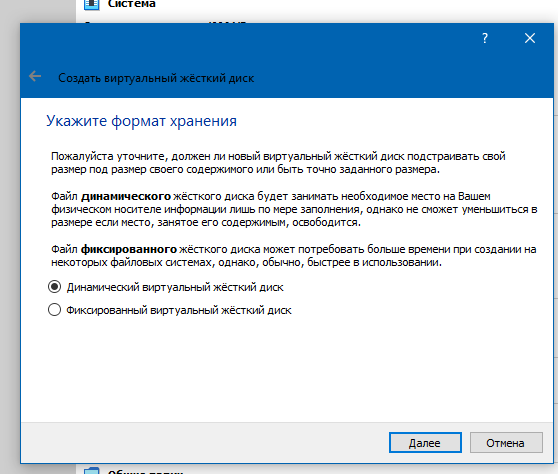 Система
?
Создать виртуальный жёсткий диск
Укажите формат хранения
Пожалуйста уточните, должен ли новый виртуальный жёсткий диск подстраивать свой
размер под размер своего содержимого или быть точно заданного размера.
Файл динамического жёсткого диска будет занимать необходимое место на Вашем
физическом носителе информации лишь по мере заполнения, однако не сможет уменьшиться в
размере если место, занятое его содержимым, освободится.
Файл фиксированного жёсткого диска может потребовать больше времени при создании на
некоторых файловых системах, однако, обычно, быстрее в использовании.
Динамический виртуальный жёсткий диск
Фиксированный виртуальный жёсткий диск
Далее
Отмена